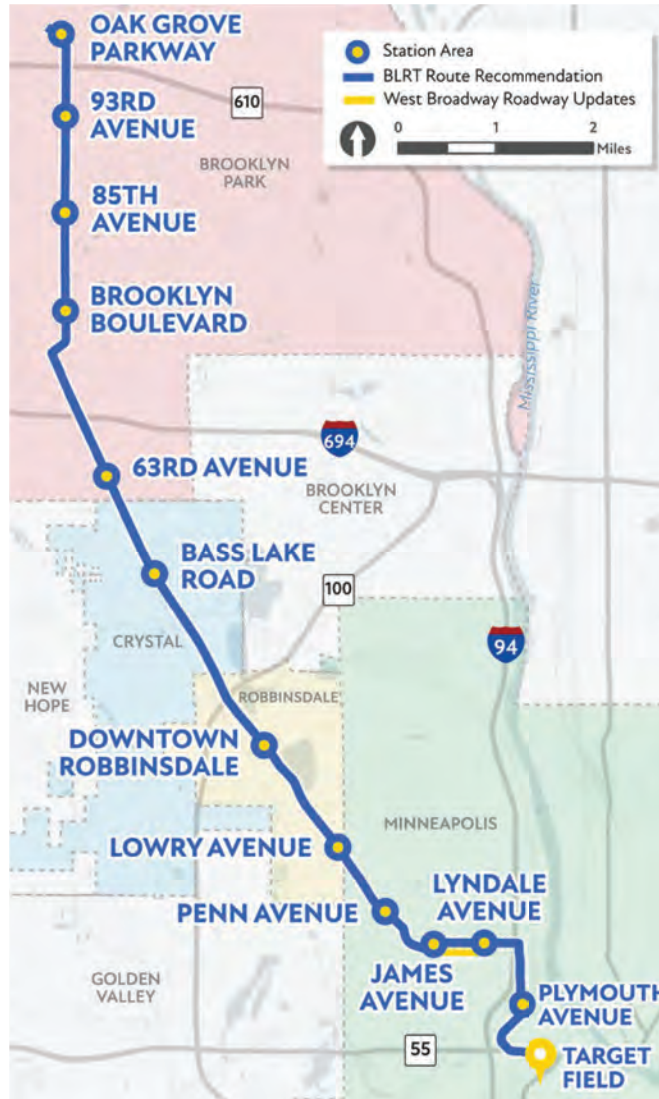 OAK GROVE
PARKWAY
Station Area
BLRT Route Recommendation
West Broadway Roadway Updates
0 1 2
Miles
610
93RD
AVENUE
BROOKLYN
PARK
85TH
AVENUE
BROOKLYN
BOULEVARD
Mississippi River
694
63RD AVENUE
BROOKLYN
CENTER
BASS LAKE
ROAD
100
CRYSTAL
94
NEW
HOPE
ROBBINSDALE
DOWNTOWN
ROBBINSDALE
MINNEAPOLIS
LOWRY AVENUE
LYNDALE
AVENUE
PENN AVENUE
JAMES
AVENUE
GOLDEN
VALLEY
PLYMOUTH
AVENUE
55
TARGET
FIELD